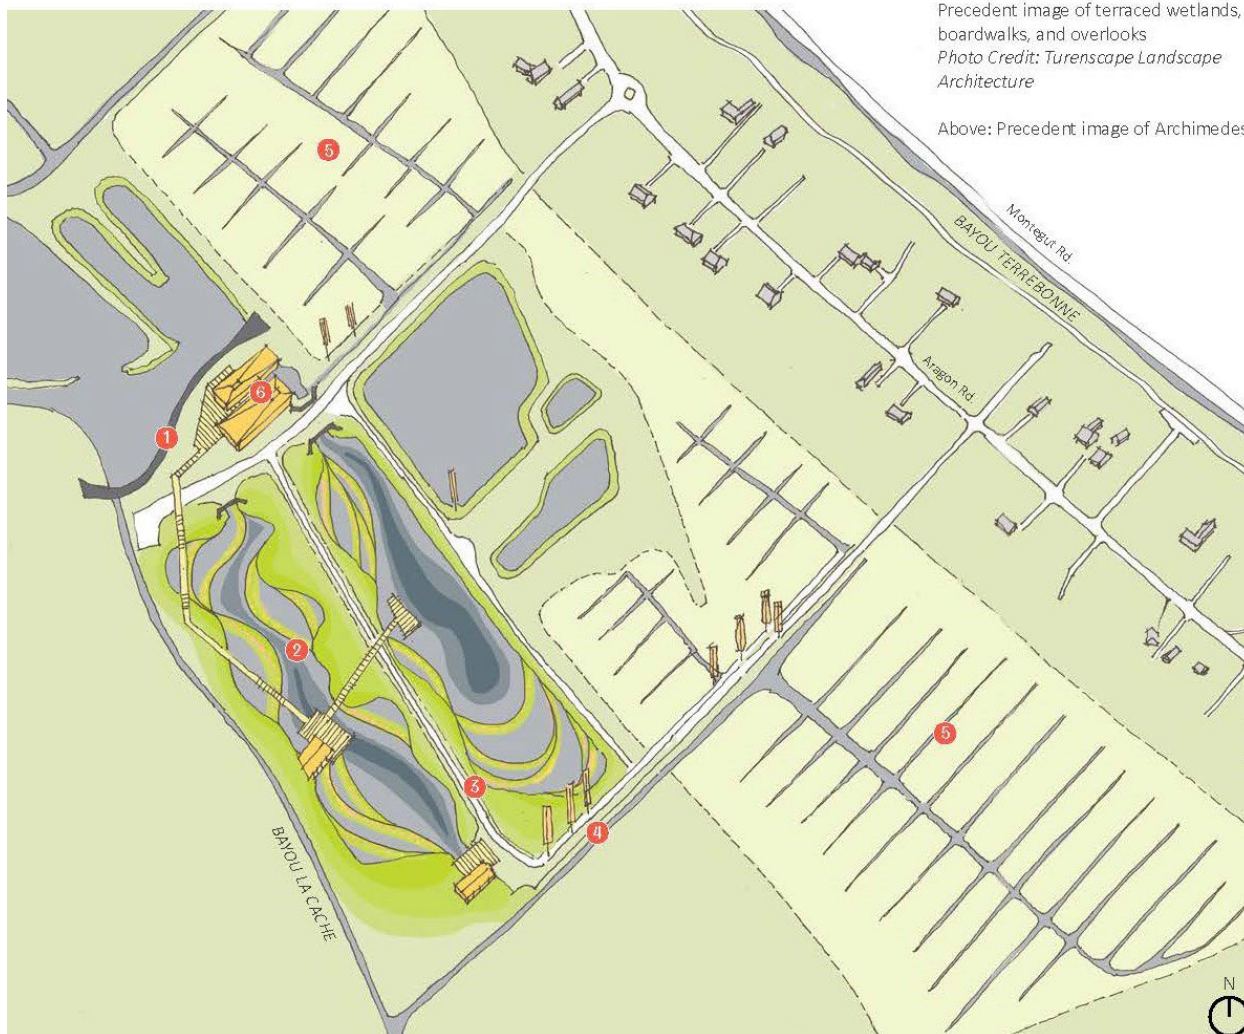 Precedent image of terraced wetlands,
boardwalks, and overlooks
Photo Credit: Turenscape Landscape
Architecture
Above: Precedent image of Archimedes
5
Montegut Rd.
BAYOU TERREBONNE
Aragon Rd.
6
1
2
5
3
4
BAYOU LA CACHE
N